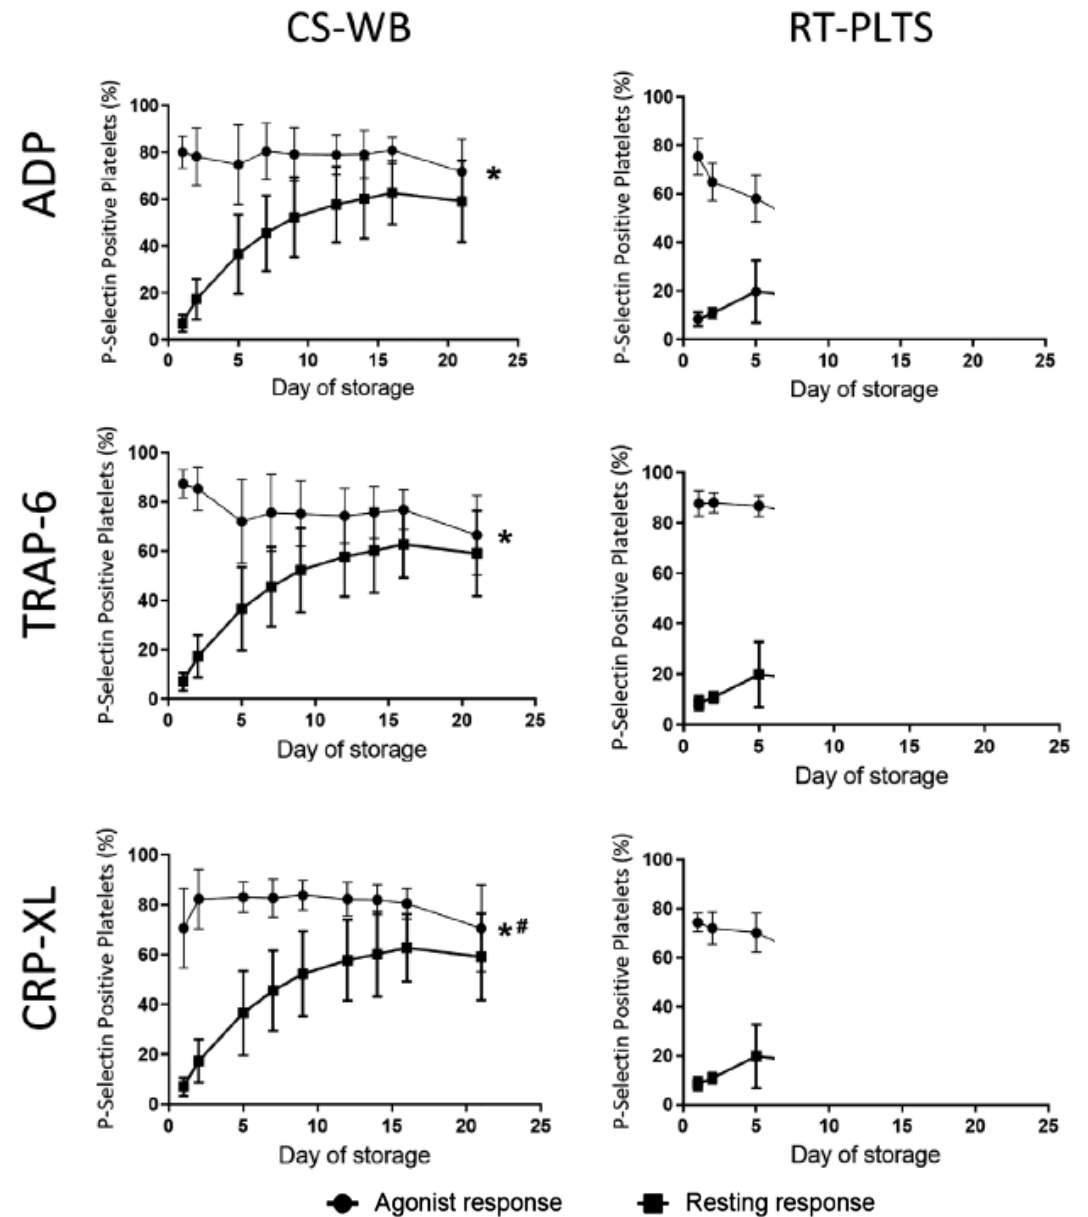 CS-WB RT-PLTS
ADP
P-Selectin Positive Platelets (%)
100
80
60
40
20
0
0 5 10 15 20 25
Day of storage
*
P-Selectin Positive Platelets (%)
100
80
60
40
20
0
0 5 10 15 20 25
Day of storage
TRAP-6
P-Selectin Positive Platelets (%)
100
80
60
40
20
0
0 5 10 15 20 25
Day of storage
*
P-Selectin Positive Platelets (%)
100
80
60
40
20
0
0 5 10 15 20 25
Day of storage
CRP-XL
P-Selectin Positive Platelets (%)
100
80
60
40
20
0
0 5 10 15 20 25
Day of storage
*#
P-Selectin Positive Platelets (%)
100
80
60
40
20
0
0 5 10 15 20 25
Day of storage
Agonist response Resting response